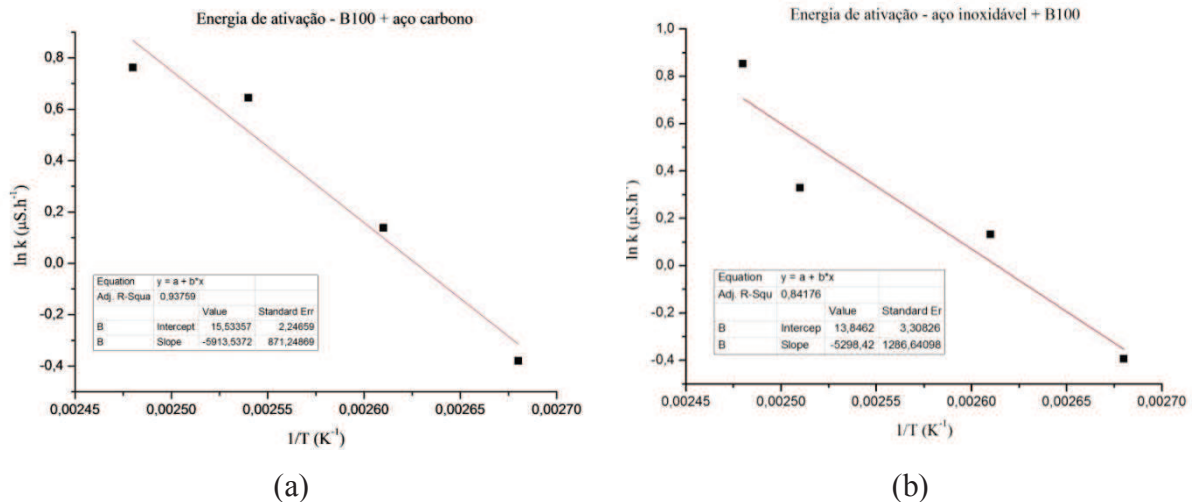 Energia de ativação - B100 + aço carbono
0,8
0,6
0,4
0,2
0,0
-0,2
-0,4
ln k (µS.h⁻¹)
Equation y = a + b*x
Adj. R-Squa 0,93759
Value Standard Err
B Intercept 15,53357 2,24659
B Slope -5913,5372 871,24869
0,00245 0,00250 0,00255 0,00260 0,00265 0,00270
1/T (K⁻¹)
(a)
Energia de ativação - aço inoxidável + B100
1,0
0,8
0,6
0,4
0,2
0,0
-0,2
-0,4
ln k (µS.h⁻
Equation y = a + b*x
Adj. R-Squ 0,84176
Value Standard Er
B Intercep 13,8462 3,30826
B Slope -5298,42 1286,64098
0,00245 0,00250 0,00255 0,00260 0,00265 0,00270
1/T (K⁻¹)
(b)